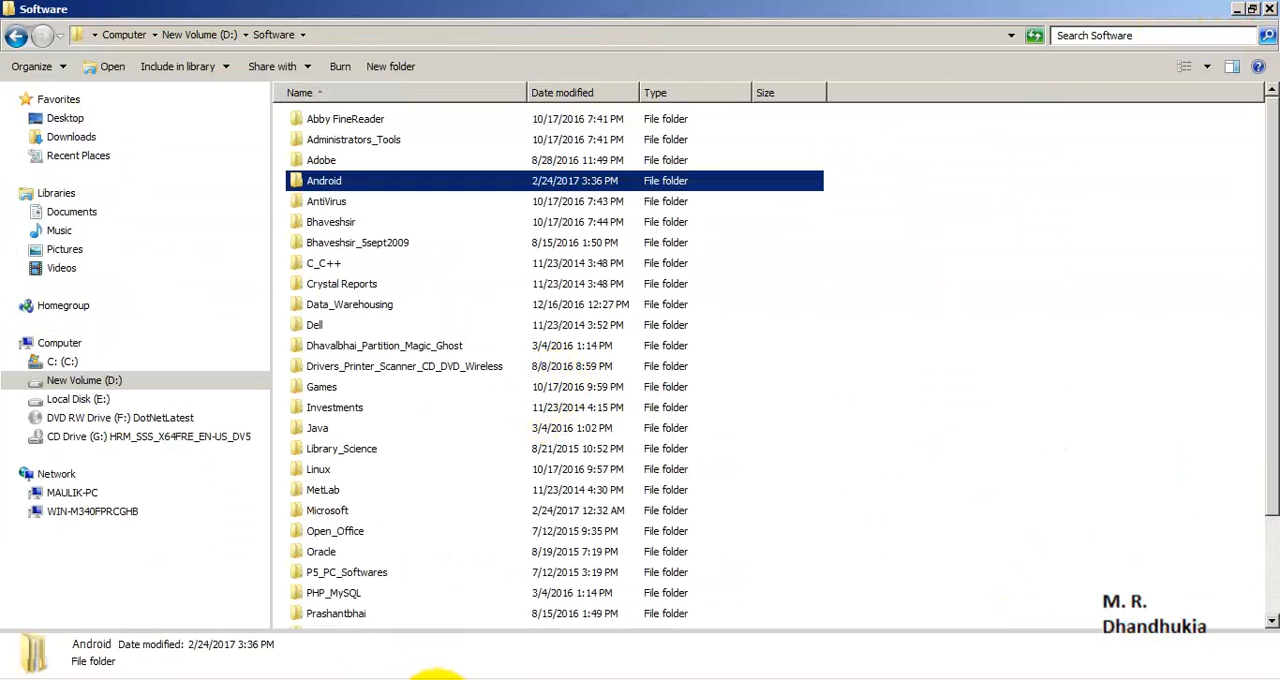 Software
Computer New Volume (D:) Software
Search Software
Organize Open Include in library Share with Burn New folder
Favorites
Desktop
Downloads
Recent Places
Libraries
Documents
Music
Pictures
Videos
Homegroup
Computer
C: (C:)
New Volume (D:)
Local Disk (E:)
DVD RW Drive (F:) DotNetLatest
CD Drive (G:) HRM_SSS_X64FRE_EN-US_DV5
Network
MAULIK-PC
WIN-M340FPRCGHB
Name Date modified Type Size
Abby FineReader 10/17/2016 7:41 PM File folder
Administrators_Tools 10/17/2016 7:41 PM File folder
Adobe 8/28/2016 11:49 PM File folder
Android 2/24/2017 3:36 PM File folder
AntiVirus 10/17/2016 7:43 PM File folder
Bhaveshsir 10/17/2016 7:44 PM File folder
Bhaveshsir_5sept2009 8/15/2016 1:50 PM File folder
C_C++ 11/23/2014 3:48 PM File folder
Crystal Reports 11/23/2014 3:48 PM File folder
Data_Warehousing 12/16/2016 12:27 PM File folder
Dell 11/23/2014 3:52 PM File folder
Dhavalbhai_Partition_Magic_Ghost 3/4/2016 1:14 PM File folder
Drivers_Printer_Scanner_CD_DVD_Wireless 8/8/2016 8:59 PM File folder
Games 10/17/2016 9:59 PM File folder
Investments 11/23/2014 4:15 PM File folder
Java 3/4/2016 1:02 PM File folder
Library_Science 8/21/2015 10:52 PM File folder
Linux 10/17/2016 9:57 PM File folder
MetLab 11/23/2014 4:30 PM File folder
Microsoft 2/24/2017 12:32 AM File folder
Open_Office 7/12/2015 9:35 PM File folder
Oracle 8/19/2015 7:19 PM File folder
P5_PC_Softwares 7/12/2015 3:19 PM File folder
PHP_MySQL 3/4/2016 1:14 PM File folder
Prashantbhai 8/15/2016 1:49 PM File folder
M. R.
Dhandhukia
Android Date modified: 2/24/2017 3:36 PM
File folder